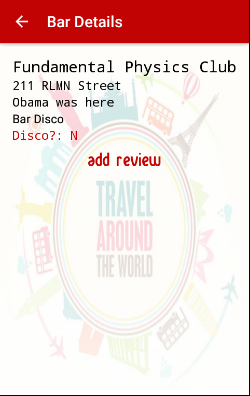 Bar Details
Fundamental Physics Club
211 RLMN Street
Obama was here
Bar Disco
Disco?: N
add review
TRAVEL
AROUND
THE WORLD